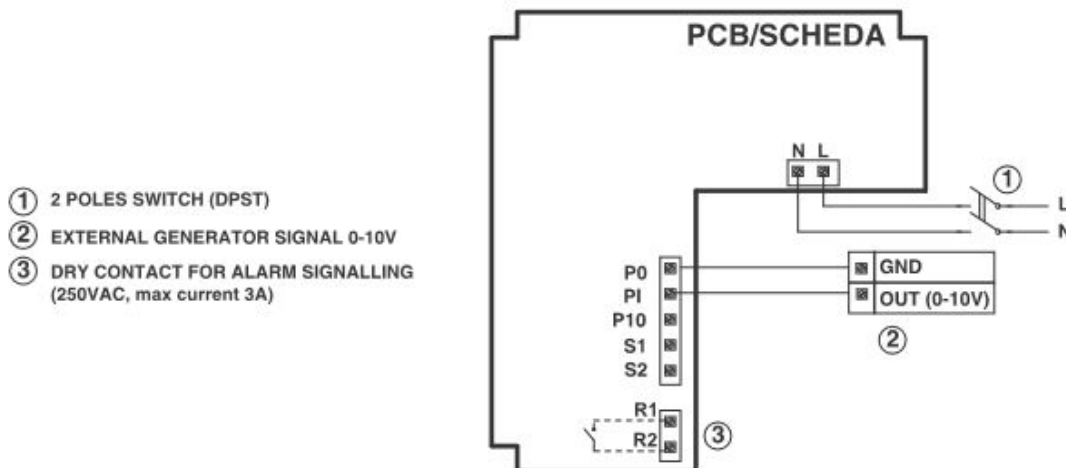 PCB/SCHEDA
N L
1
L
N
1 2 POLES SWITCH (DPST)
2 EXTERNAL GENERATOR SIGNAL 0-10V
3 DRY CONTACT FOR ALARM SIGNALLING
(250VAC, max current 3A)
P0
PI
P10
S1
S2
GND
OUT (0-10V)
2
R1
R2
3